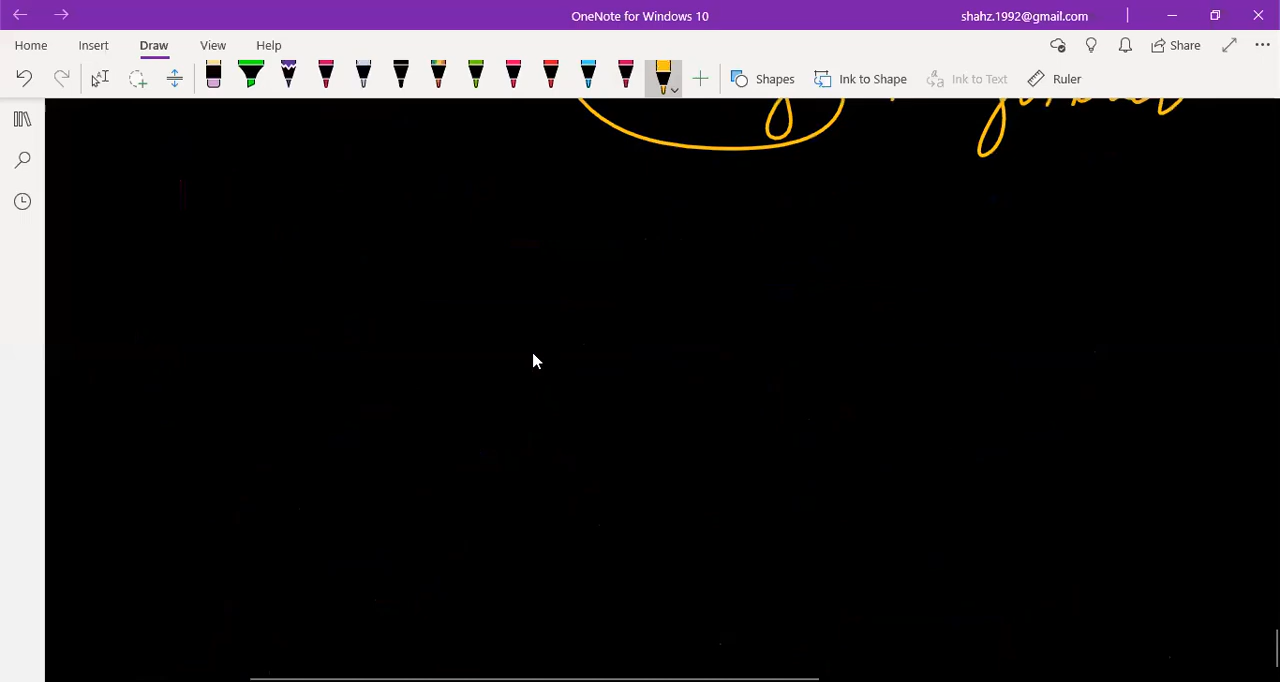 OneNote for Windows 10
shahz.1992@gmail.com
Home Insert Draw View Help
Share
Shapes Ink to Shape Ink to Text Ruler